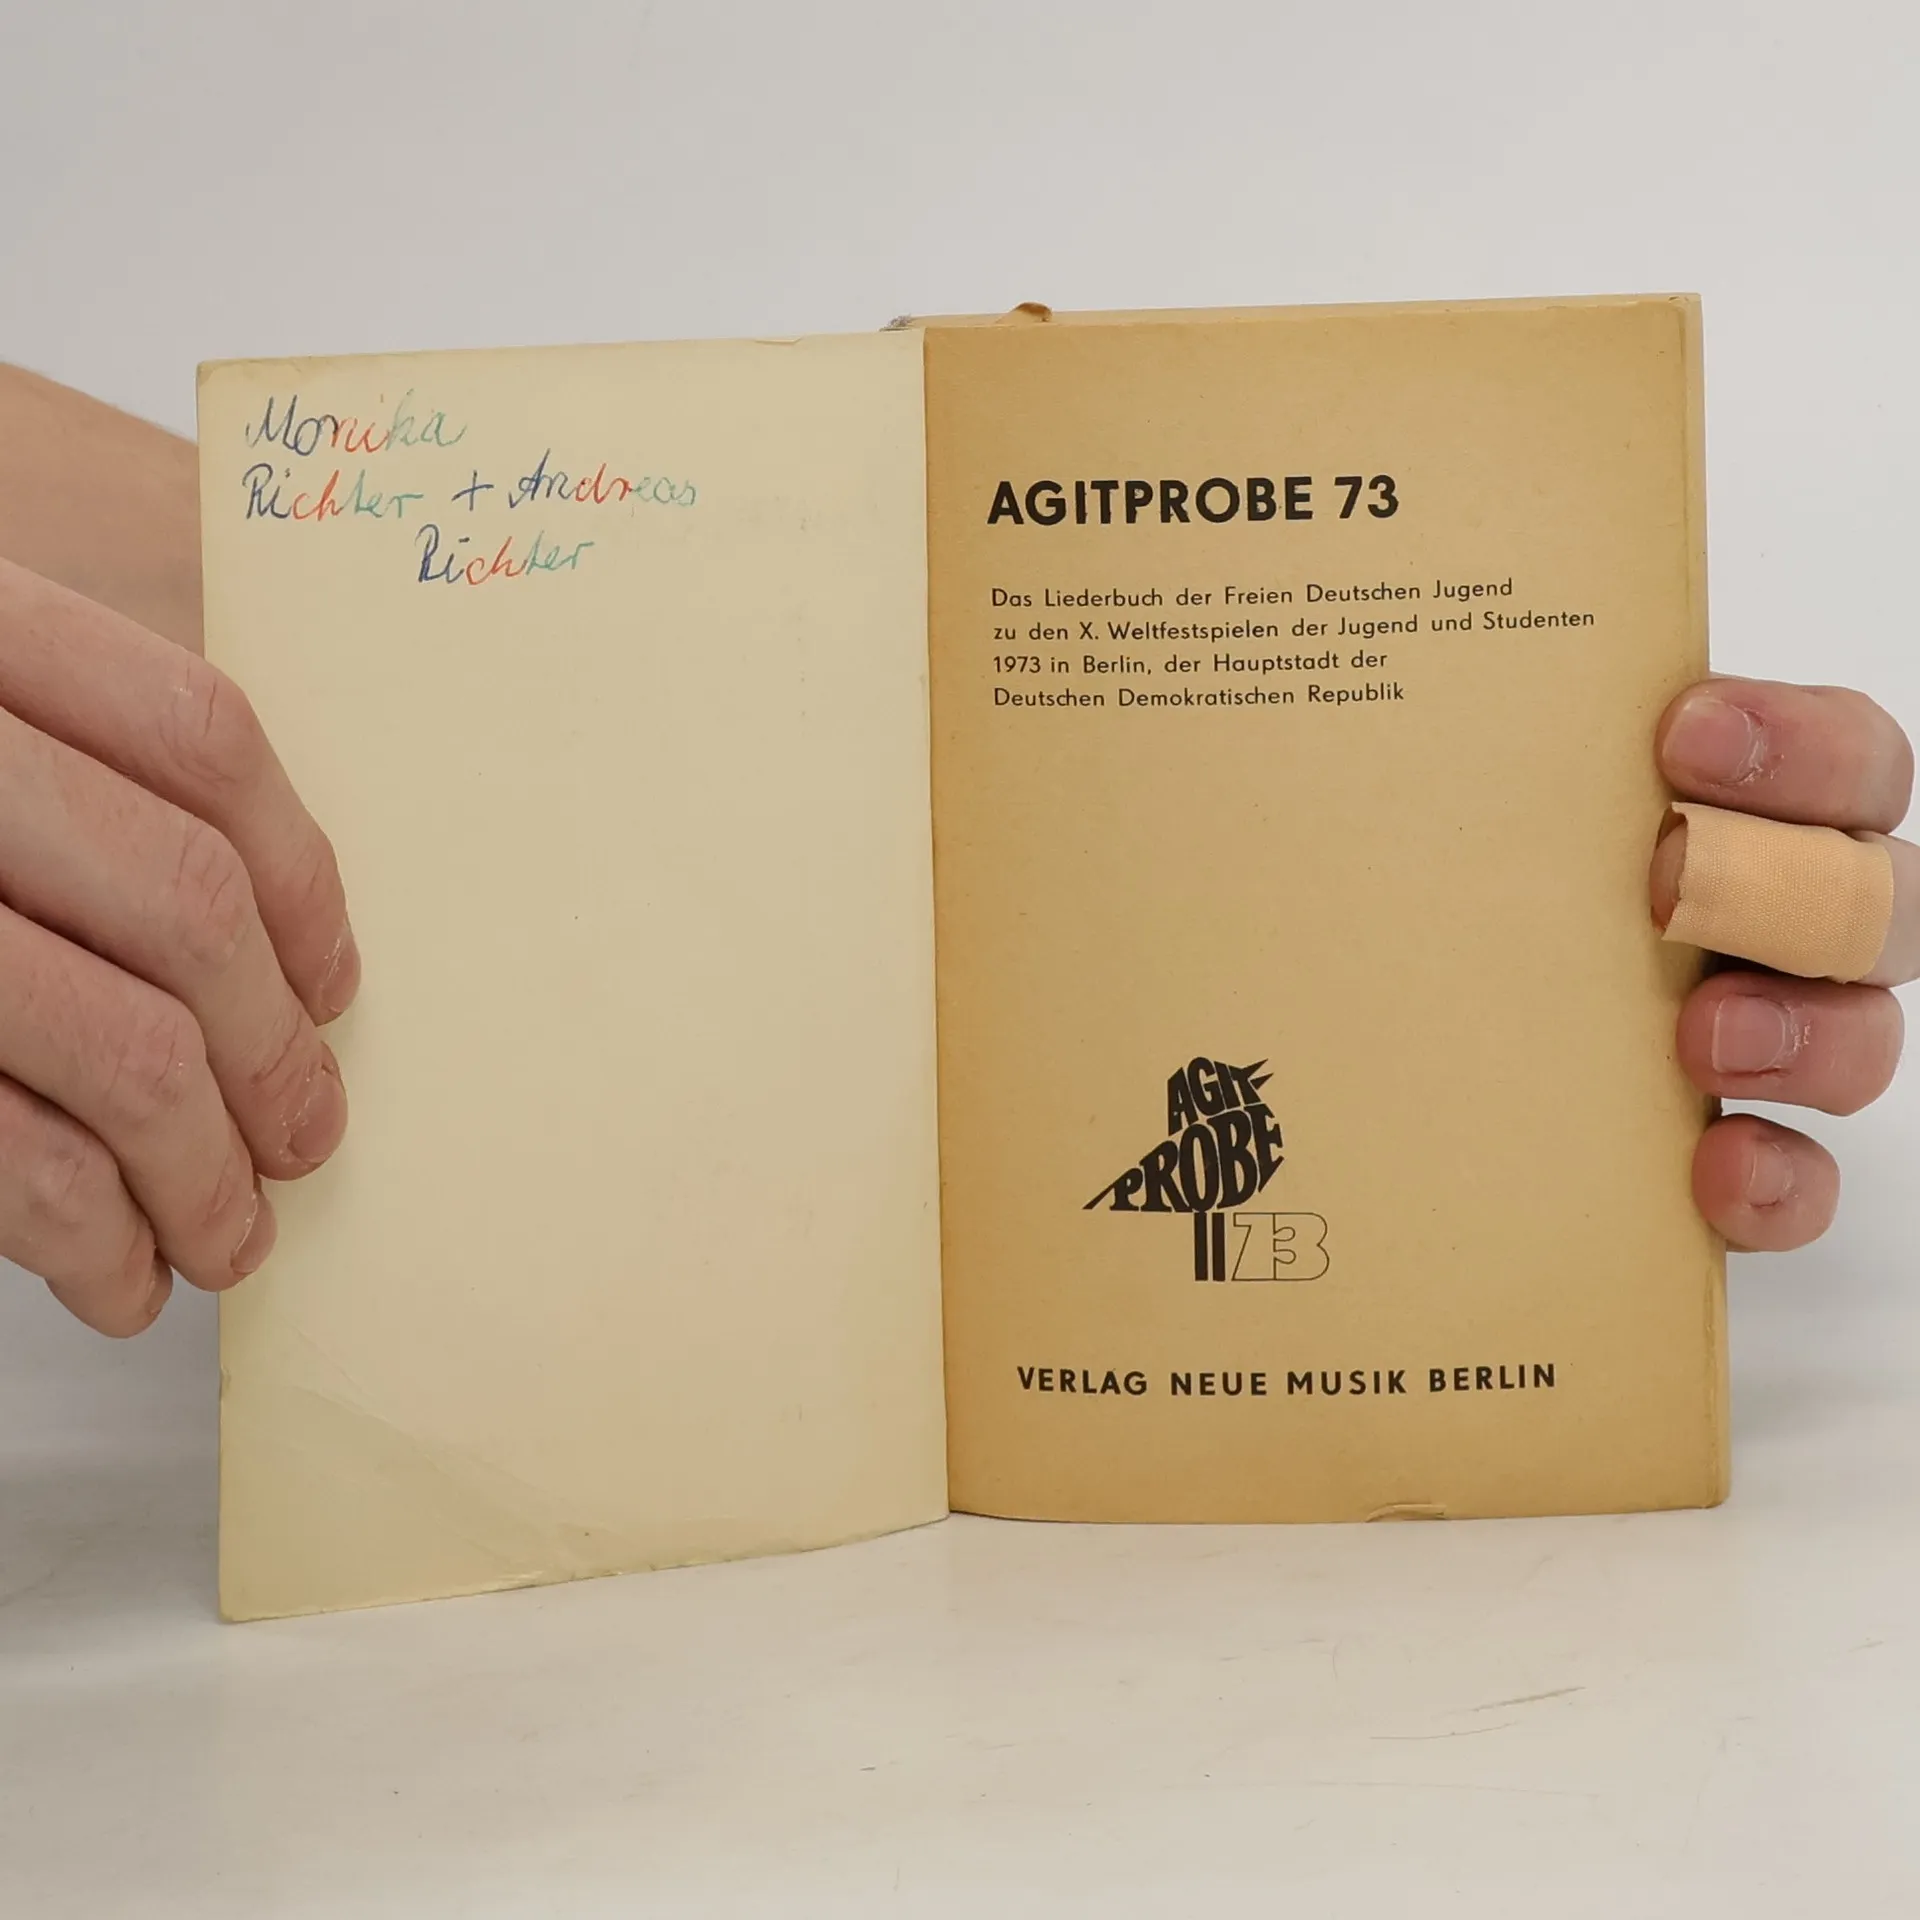 Monika
Richter + Andreas
Richter
AGITPROBE 73
Das Liederbuch der Freien Deutschen Jugend
zu den X. Weltfestspielen der Jugend und Studenten
1973 in Berlin, der Hauptstadt der
Deutschen Demokratischen Republik
AGIT-
PROBE
73
VERLAG NEUE MUSIK BERLIN